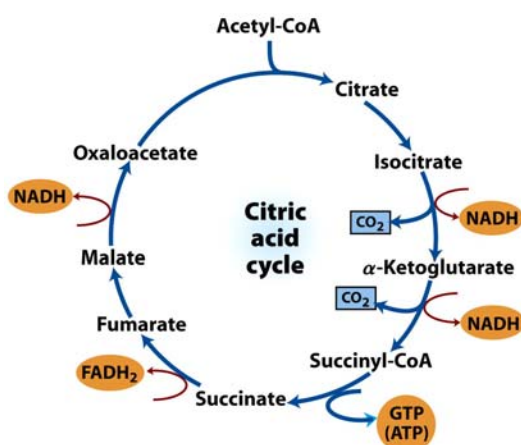 Acetyl-CoA
Citrate
Isocitrate
CO₂
NADH
α-Ketoglutarate
CO₂
NADH
Succinyl-CoA
GTP
(ATP)
Succinate
FADH₂
Fumarate
Malate
NADH
Oxaloacetate
Citric
acid
cycle